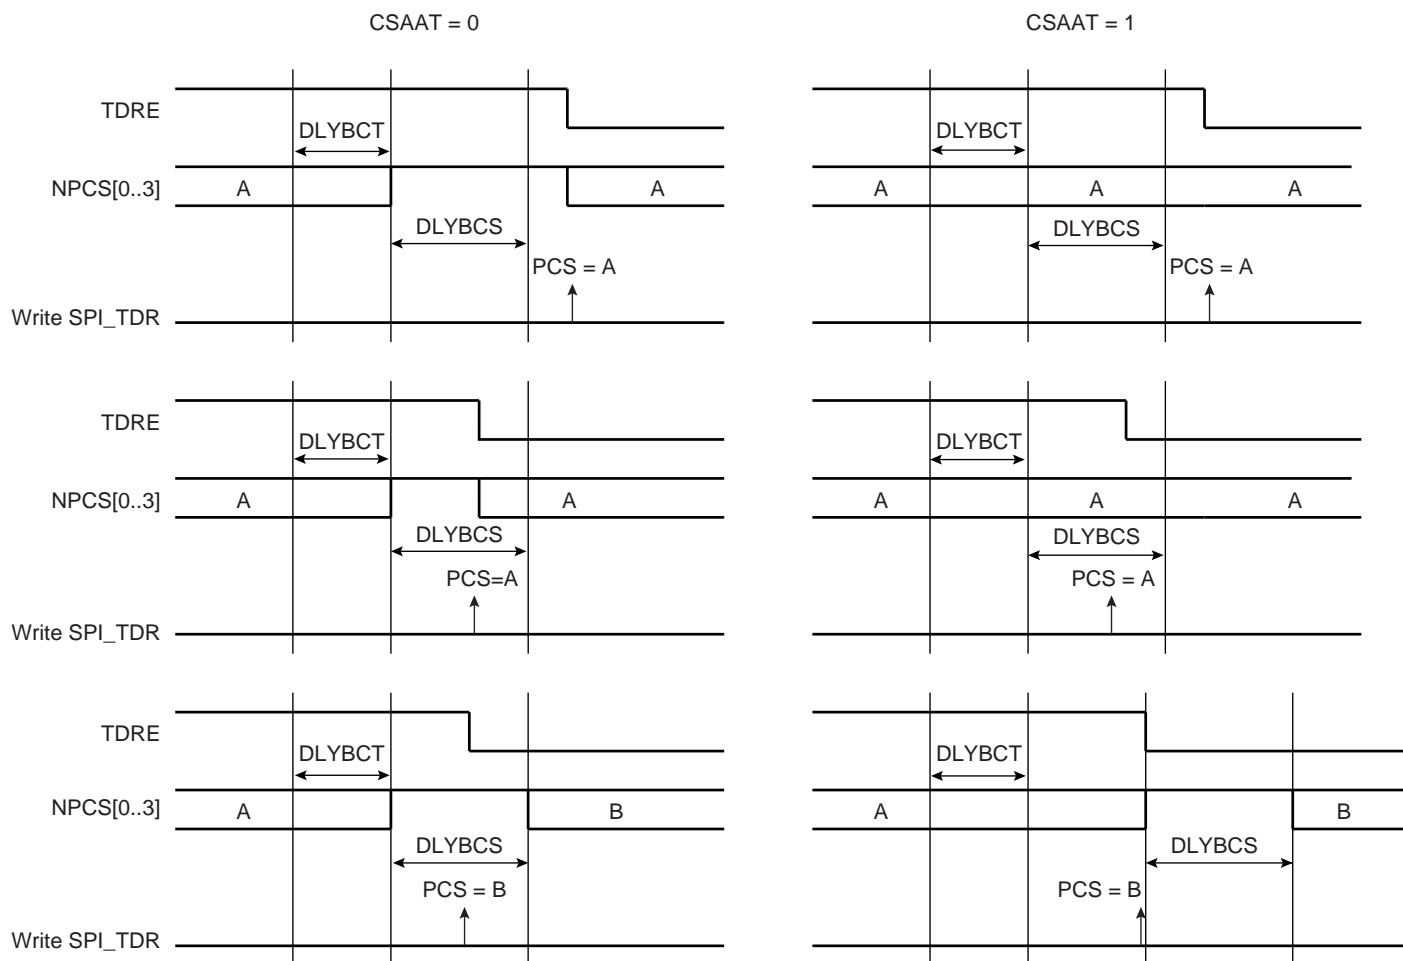 CSAAT = 0 CSAAT = 1
TDRE
DLYBCT DLYBCT
NPCS[0..3] A A A A A
DLYBCS DLYBCS
PCS = A PCS = A
Write SPI_TDR
TDRE
DLYBCT DLYBCT
NPCS[0..3] A A A A A
DLYBCS DLYBCS
PCS=A PCS = A
Write SPI_TDR
TDRE
DLYBCT DLYBCT
NPCS[0..3] A B A B
DLYBCS DLYBCS
PCS = B PCS = B
Write SPI_TDR